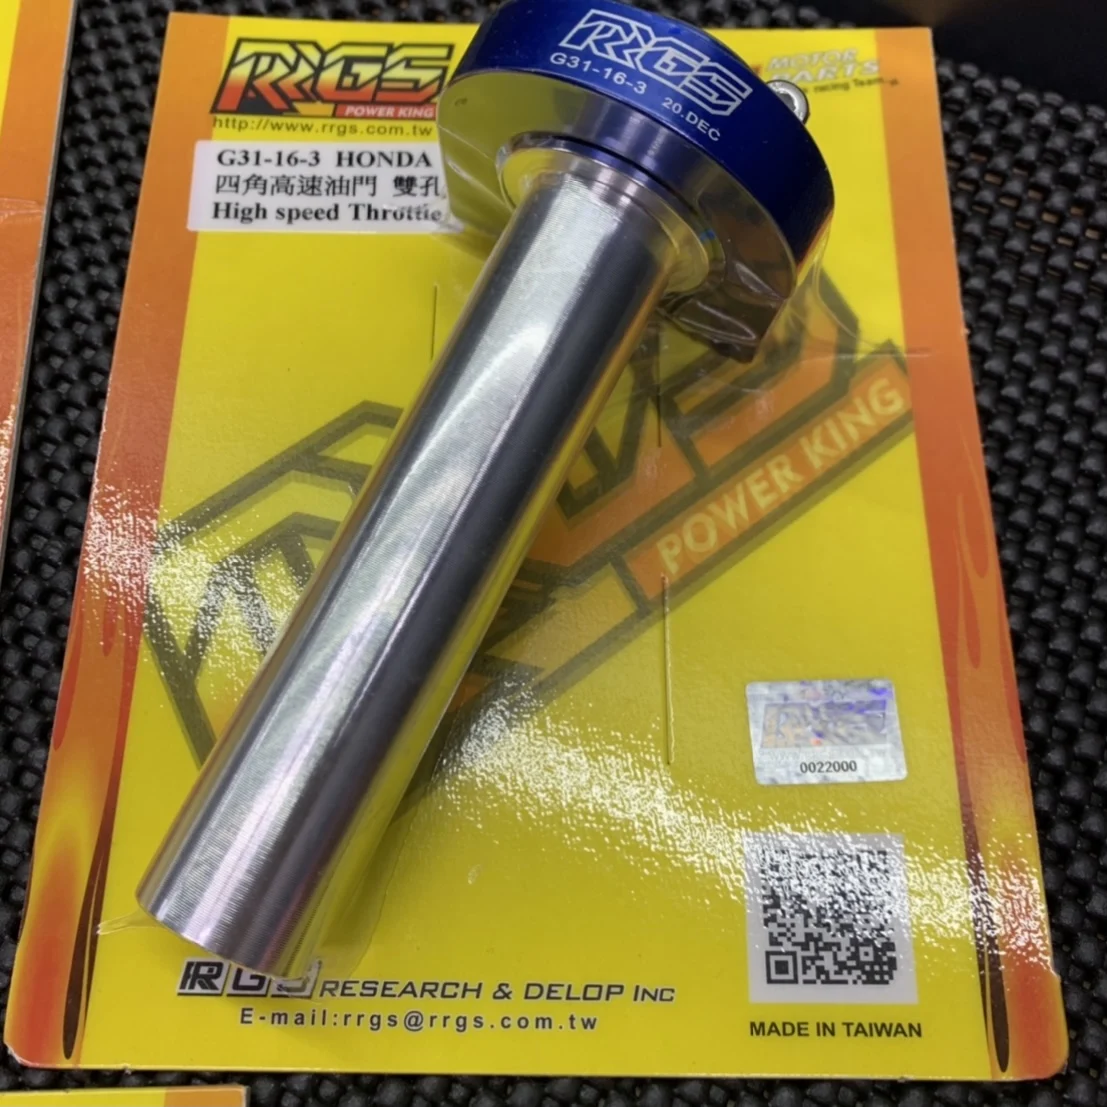 RRGS
G31-16-3 20.DEC
RRGS
POWER KING
http://www.rrgs.com.tw
MOTOR
PARTS
racing Team
G31-16-3 HONDA
四角高速油門 雙孔
High speed Throttle
POWER KING
0022000
RRGS RESEARCH & DELOP INC
E-mail:rrgs@rrgs.com.tw
MADE IN TAIWAN